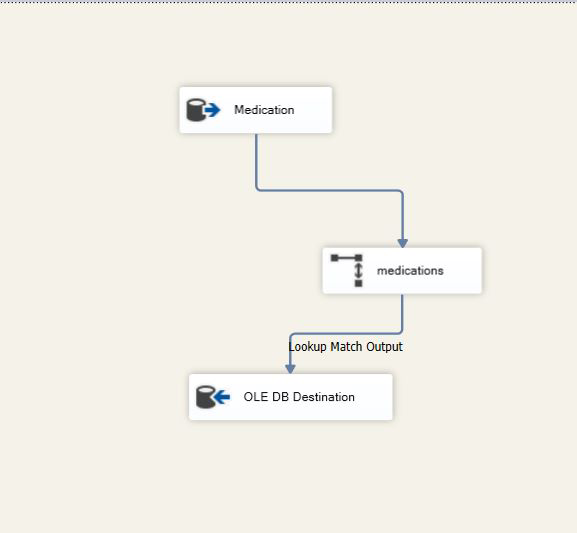 Medication
medications
Lookup Match Output
OLE DB Destination